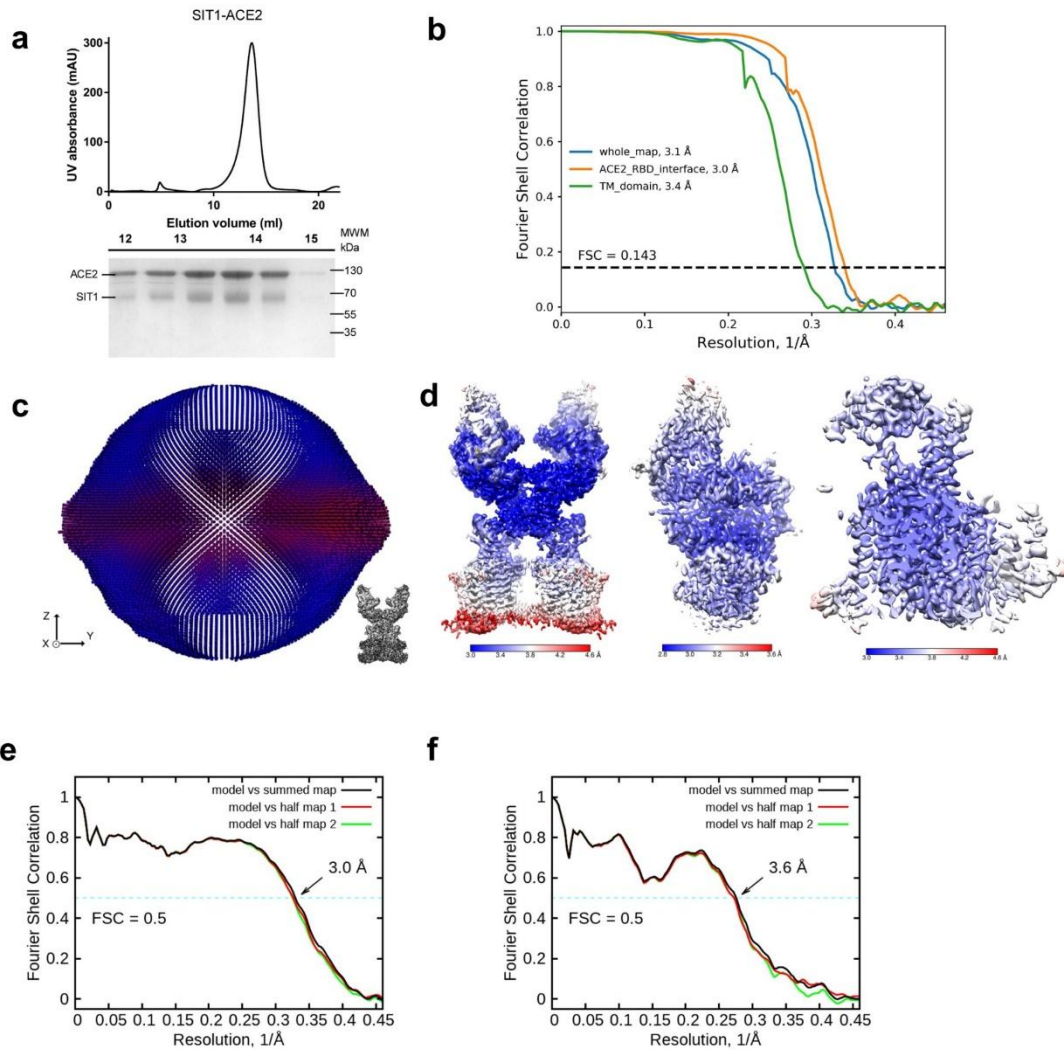 SIT1-ACE2
a
UV absorbance (mAU)
300
200
100
0
0 10 20
Elution volume (ml)
12 13 14 15 MWM
kDa
ACE2
SIT1
130
70
55
35
b
Fourier Shell Correlation
1.0
0.8
0.6
0.4
0.2
0.0
whole_map, 3.1 Å
ACE2_RBD_interface, 3.0 Å
TM_domain, 3.4 Å
FSC = 0.143
0.0 0.1 0.2 0.3 0.4
Resolution, 1/Å
c
Z
X Y
d
3.0 3.4 3.8 4.2 4.6 Å
2.8 3.0 3.2 3.4 3.6 Å
3.0 3.4 3.8 4.2 4.6 Å
e
Fourier Shell Correlation
1
0.8
0.6
0.4
0.2
0
model vs summed map
model vs half map 1
model vs half map 2
3.0 Å
FSC = 0.5
0 0.05 0.1 0.15 0.2 0.25 0.3 0.35 0.4 0.45
Resolution, 1/Å
f
Fourier Shell Correlation
1
0.8
0.6
0.4
0.2
0
model vs summed map
model vs half map 1
model vs half map 2
3.6 Å
FSC = 0.5
0 0.05 0.1 0.15 0.2 0.25 0.3 0.35 0.4 0.45
Resolution, 1/Å